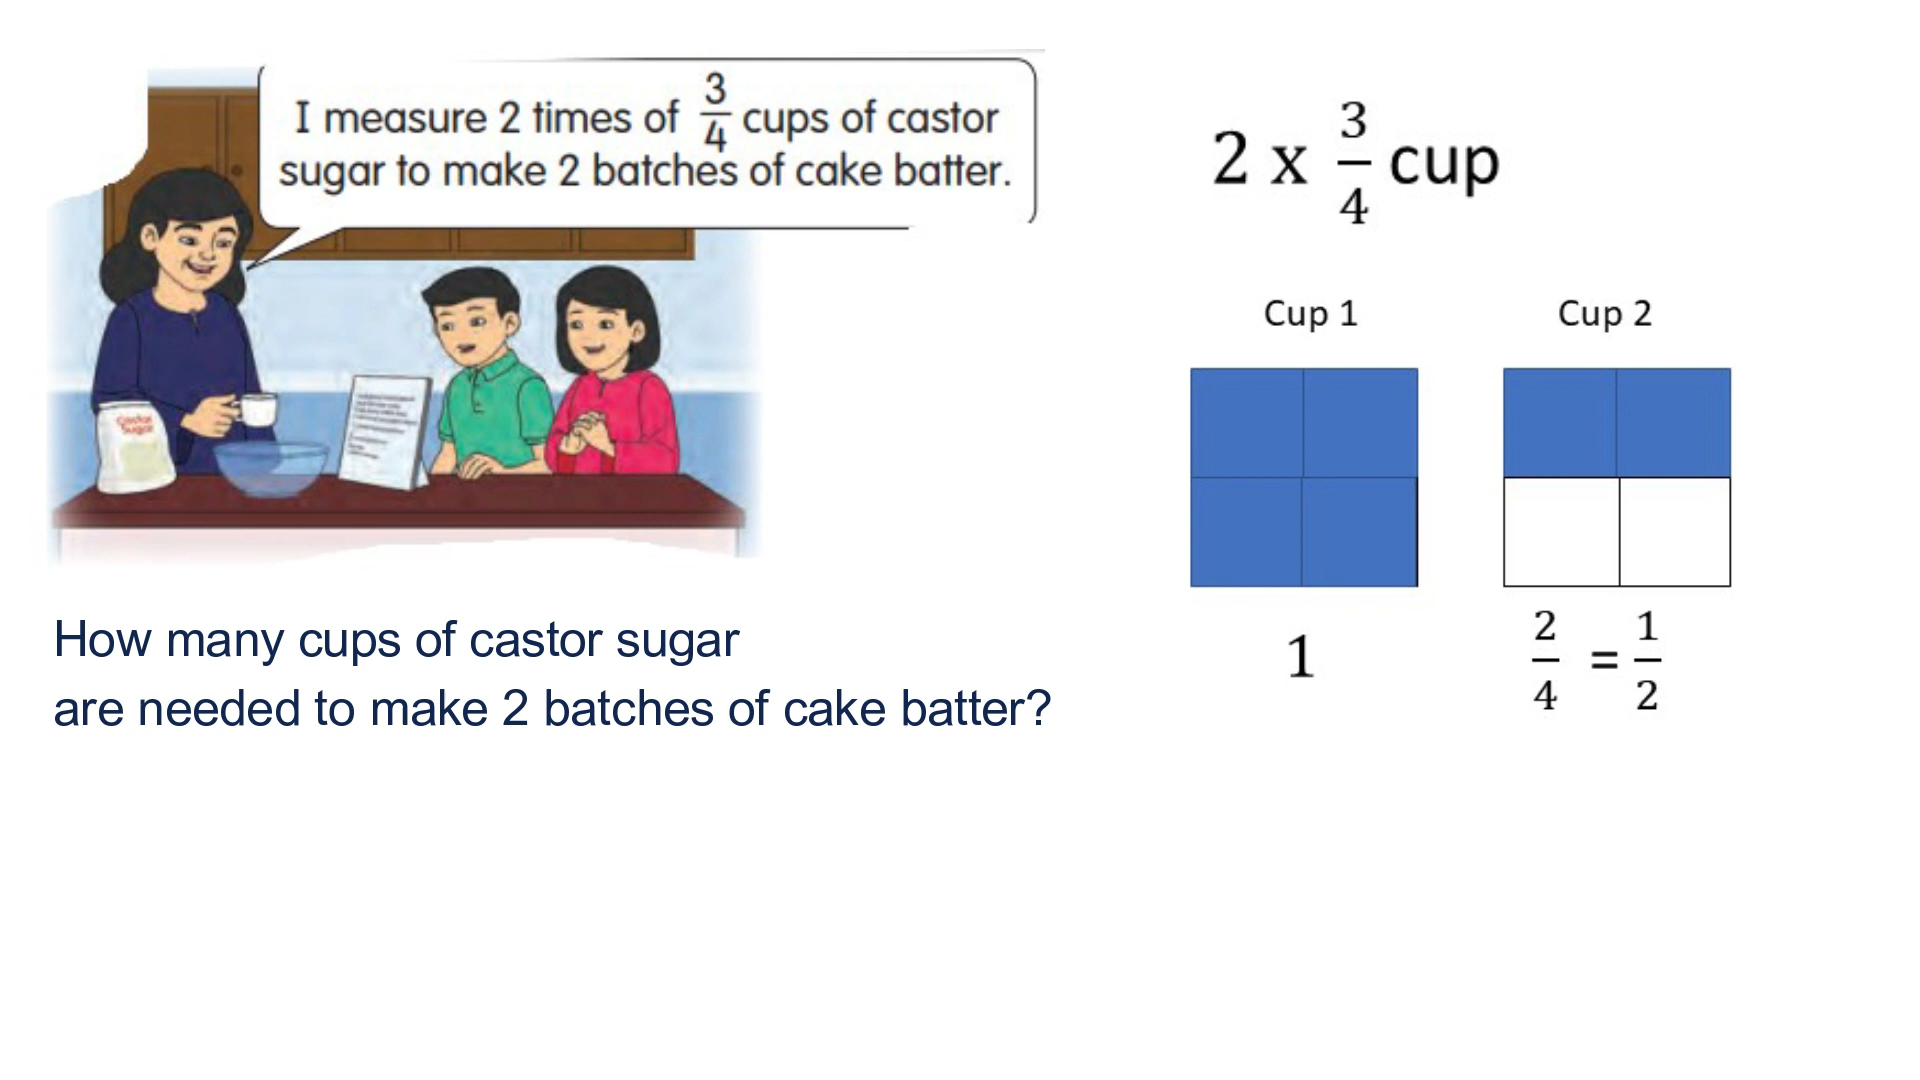 I measure 2 times of 3/4 cups of castor
sugar to make 2 batches of cake batter.
Castor
Sugar
How many cups of castor sugar
are needed to make 2 batches of cake batter?
2 x 3/4 cup
Cup 1
Cup 2
1
2/4 = 1/2